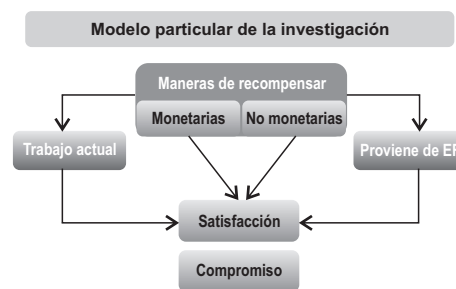 Modelo particular de la investigación
Maneras de recompensar
Monetarias
No monetarias
Trabajo actual
Proviene de EF
Satisfacción
Compromiso